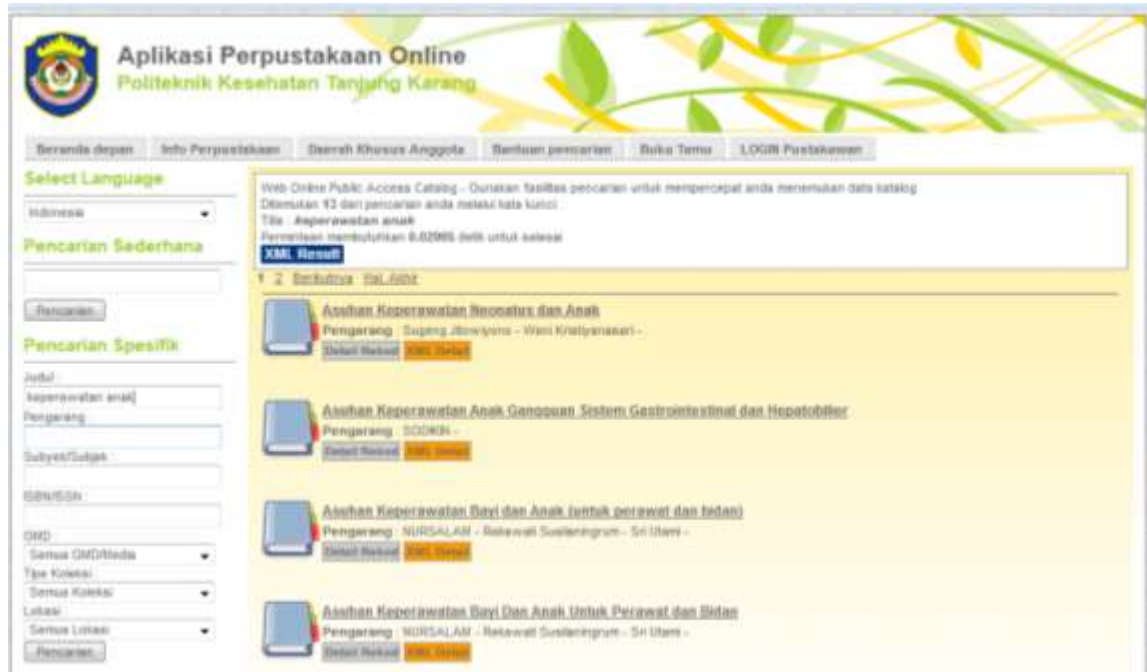 Aplikasi Perpustakaan Online
Politeknik Kesehatan Tanjung Karang
Beranda depan Info Perpustakaan Daerah Khusus Anggota Bantuan pencarian Buku Tamu LOGIN Pustakawan
Select Language
Indonesia
Pencarian Sederhana
Pencarian
Pencarian Spesifik
Judul :
keperawatan anak
Pengarang :
Subyek/Subjek :
ISBN/ISSN :
GMD :
Semua GMD/Media
Tipe Koleksi :
Semua Koleksi
Lokasi :
Semua Lokasi
Pencarian
Web Online Public Access Catalog - Gunakan fasilitas pencarian untuk mempercepat anda menemukan data katalog
Ditemukan 13 dari pencarian anda melalui kata kunci
Title : keperawatan anak
Permintaan membutuhkan 0.02905 detik untuk selesai
XML Result
1 2 Berikutnya Hal. Akhir
Asuhan Keperawatan Neonatus dan Anak
Pengarang : Sugeng Jitowiyono - Weni Kristiyanasari -
Detail Rekod XML Detail
Asuhan Keperawatan Anak Gangguan Sistem Gastrointestinal dan Hepatobilier
Pengarang : SODIKIN -
Detail Rekod XML Detail
Asuhan Keperawatan Bayi dan Anak (untuk perawat dan bidan)
Pengarang : NURSALAM - Rekawati Susilaningrum - Sri Utami -
Detail Rekod XML Detail
Asuhan Keperawatan Bayi Dan Anak Untuk Perawat dan Bidan
Pengarang : NURSALAM - Rekawati Susilaningrum - Sri Utami -
Detail Rekod XML Detail